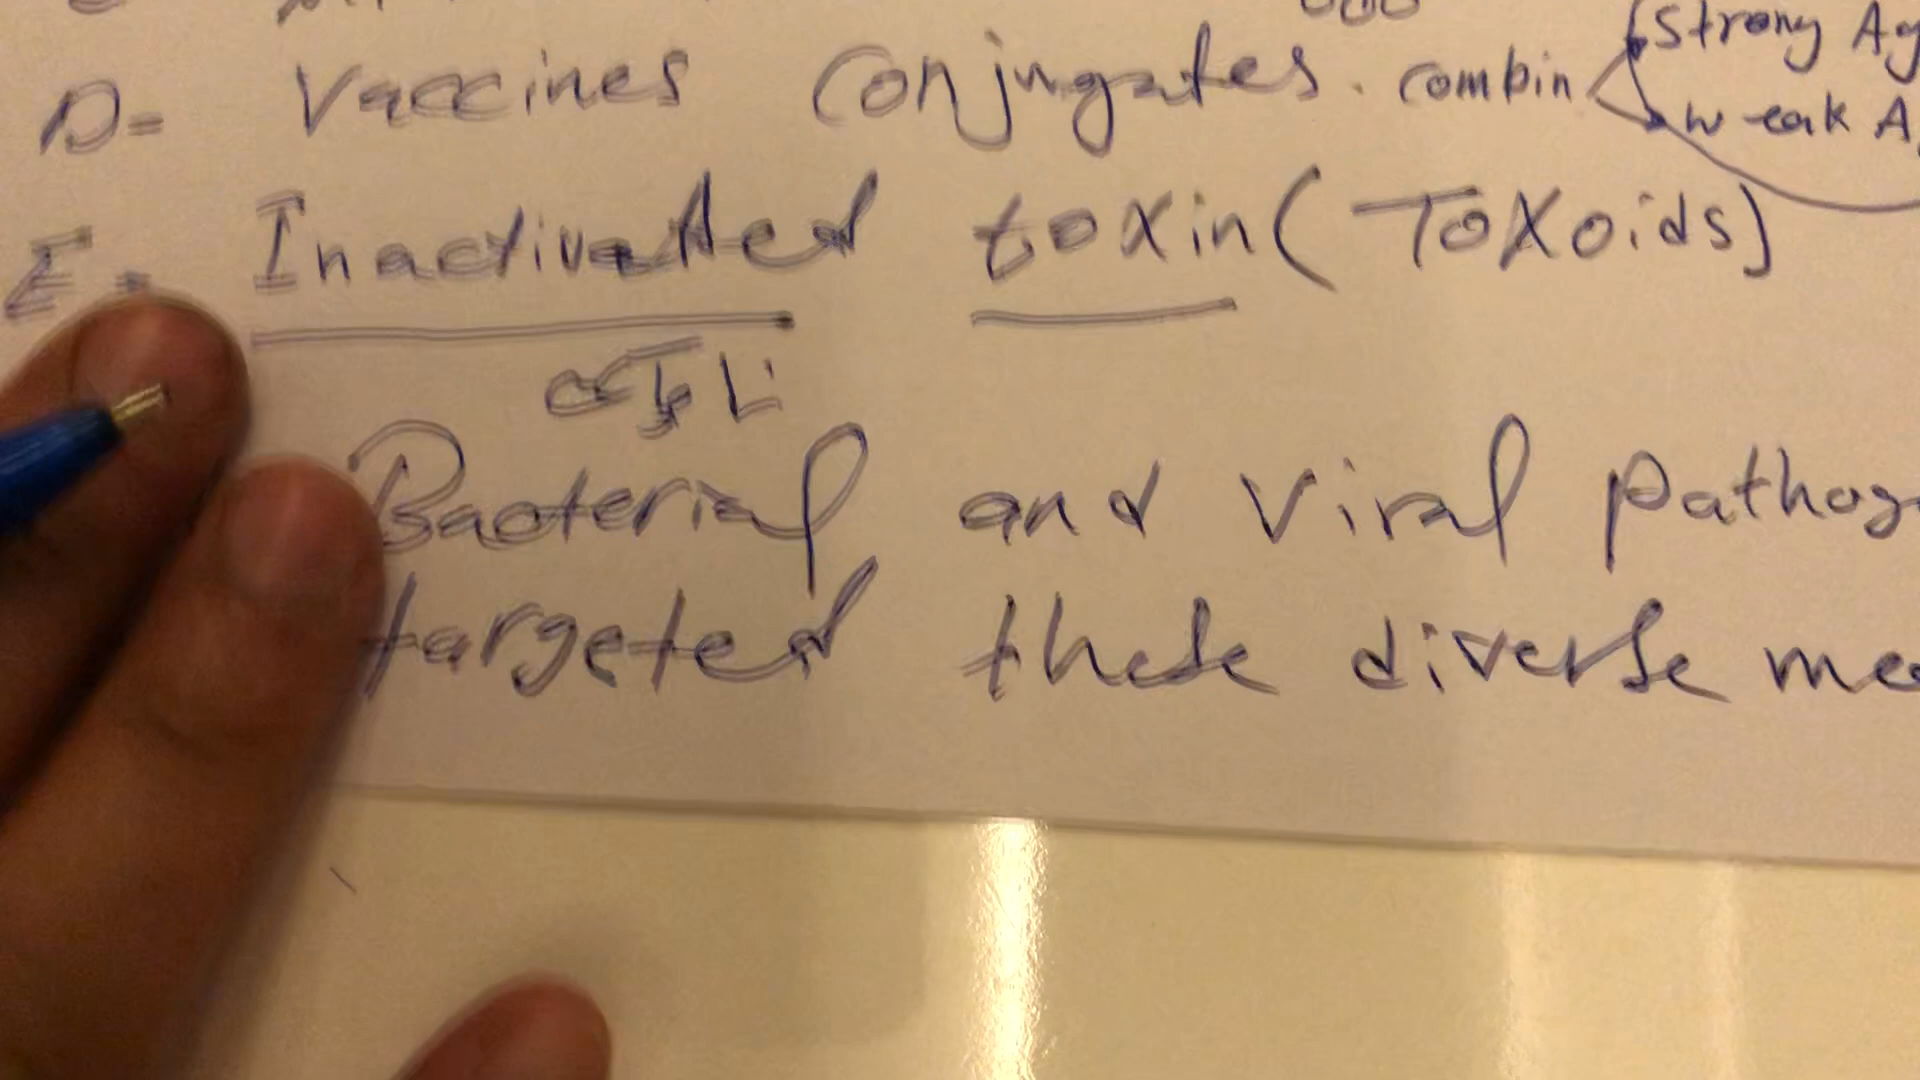 Strong Ag
D= Vaccines conjugates. combin
weak A
E= Inactivated toxin (Toxoids)
Bacterial and viral pathog
targeted these diverse me